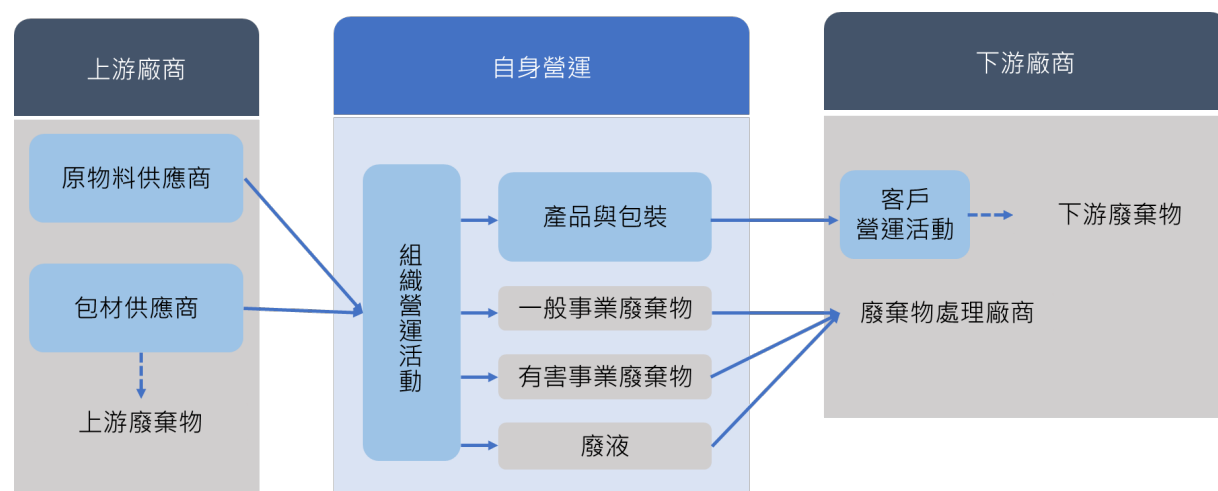 上游廠商
原物料供應商
包材供應商
上游廢棄物
自身營運
組織營運活動
產品與包裝
一般事業廢棄物
有害事業廢棄物
廢液
下游廠商
客戶
營運活動
下游廢棄物
廢棄物處理廠商